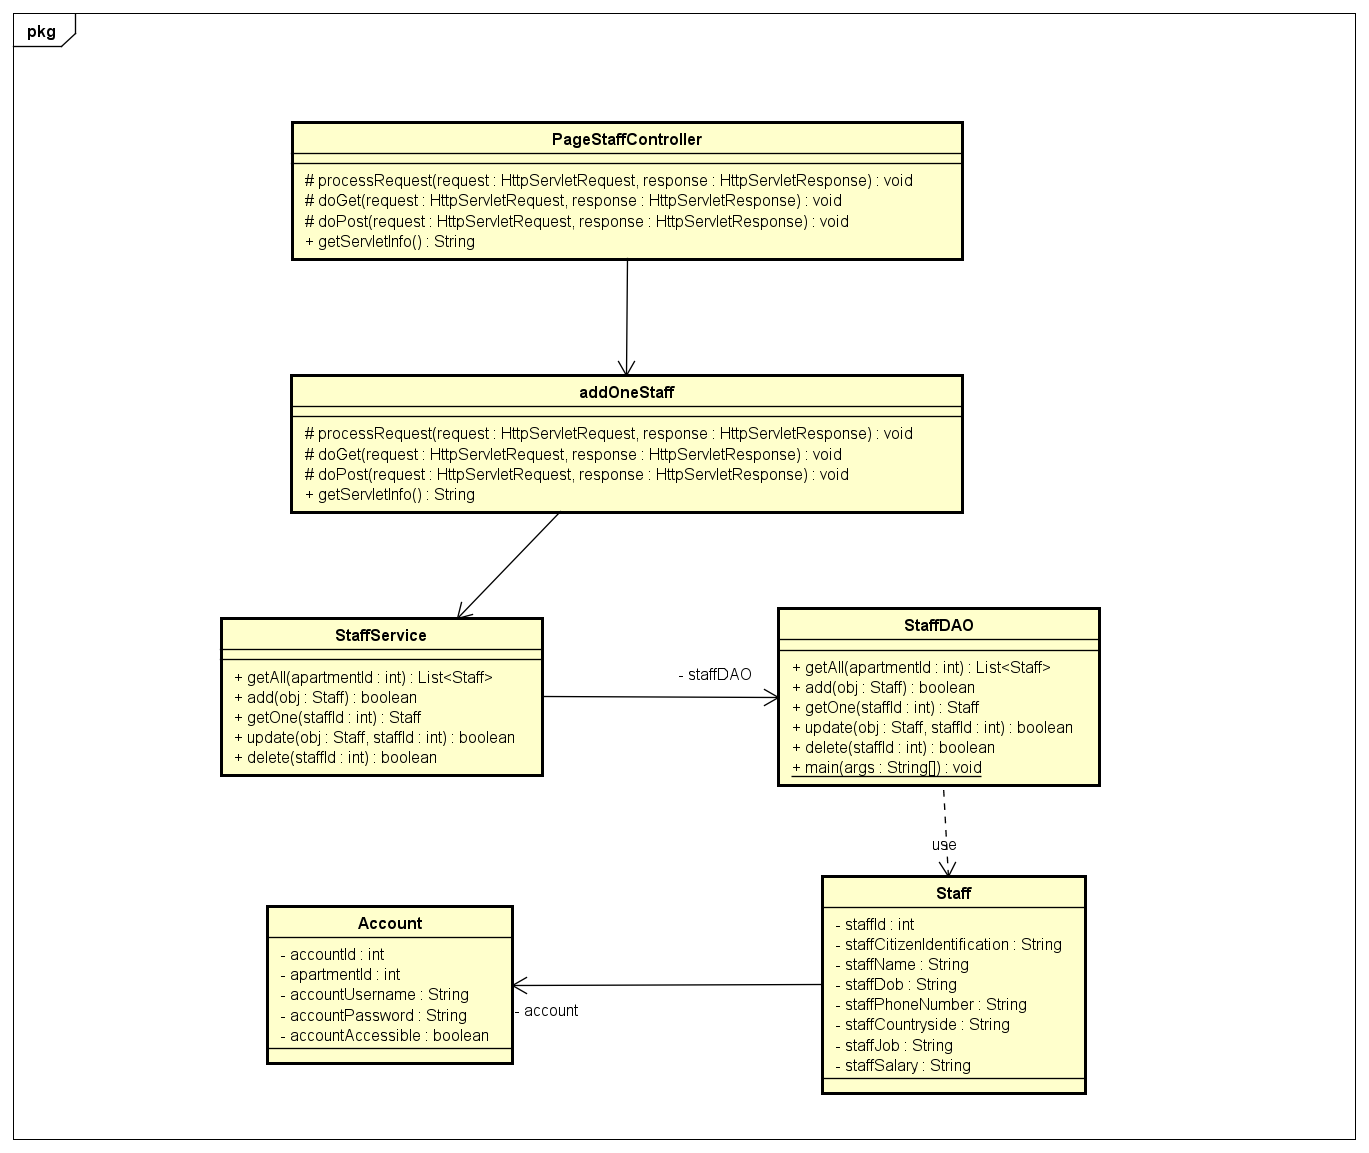 pkg
PageStaffController
# processRequest(request : HttpServletRequest, response : HttpServletResponse) : void
# doGet(request : HttpServletRequest, response : HttpServletResponse) : void
# doPost(request : HttpServletRequest, response : HttpServletResponse) : void
+ getServletInfo() : String
addOneStaff
# processRequest(request : HttpServletRequest, response : HttpServletResponse) : void
# doGet(request : HttpServletRequest, response : HttpServletResponse) : void
# doPost(request : HttpServletRequest, response : HttpServletResponse) : void
+ getServletInfo() : String
StaffService
+ getAll(apartmentId : int) : List<Staff>
+ add(obj : Staff) : boolean
+ getOne(staffId : int) : Staff
+ update(obj : Staff, staffId : int) : boolean
+ delete(staffId : int) : boolean
- staffDAO
StaffDAO
+ getAll(apartmentId : int) : List<Staff>
+ add(obj : Staff) : boolean
+ getOne(staffId : int) : Staff
+ update(obj : Staff, staffId : int) : boolean
+ delete(staffId : int) : boolean
+ main(args : String[]) : void
use
Account
- accountId : int
- apartmentId : int
- accountUsername : String
- accountPassword : String
- accountAccessible : boolean
- account
Staff
- staffId : int
- staffCitizenIdentification : String
- staffName : String
- staffDob : String
- staffPhoneNumber : String
- staffCountryside : String
- staffJob : String
- staffSalary : String